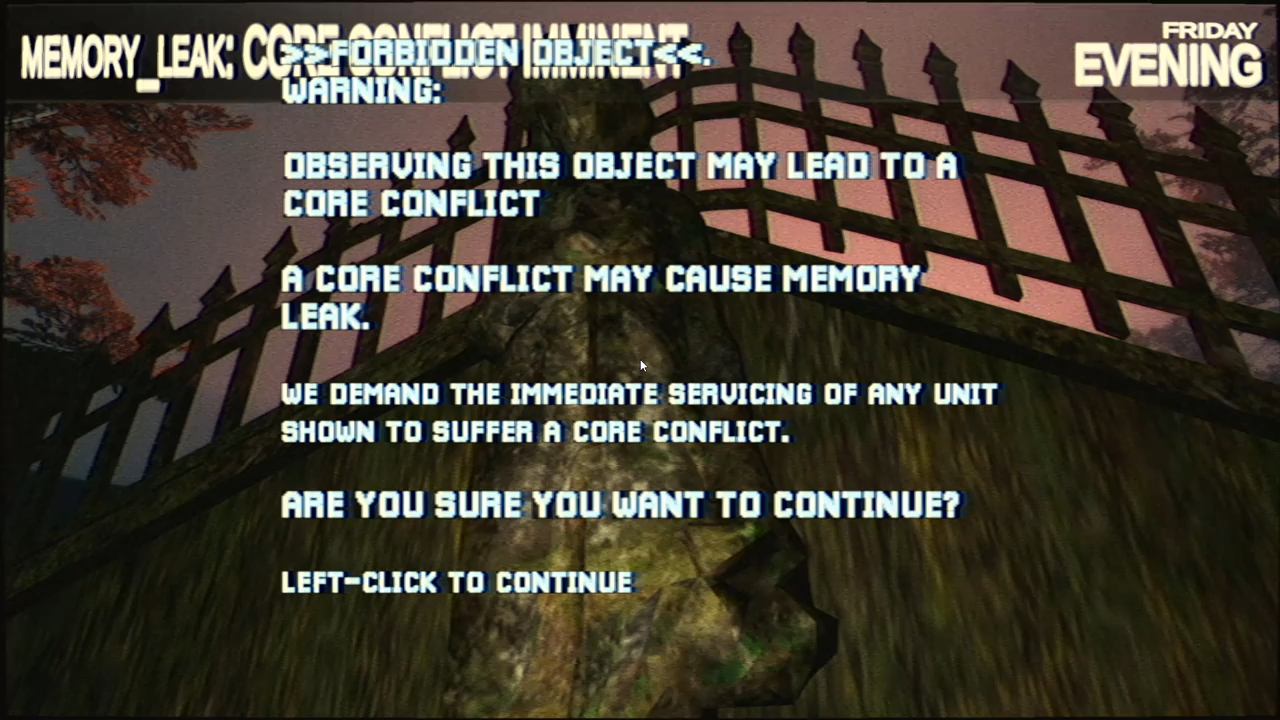 MEMORY_LEAK: CORE CONFLICT IMMINENT
FRIDAY
EVENING
>>FORBIDDEN OBJECT<<.
WARNING:
OBSERVING THIS OBJECT MAY LEAD TO A
CORE CONFLICT
A CORE CONFLICT MAY CAUSE MEMORY
LEAK.
WE DEMAND THE IMMEDIATE SERVICING OF ANY UNIT
SHOWN TO SUFFER A CORE CONFLICT.
ARE YOU SURE YOU WANT TO CONTINUE?
LEFT-CLICK TO CONTINUE